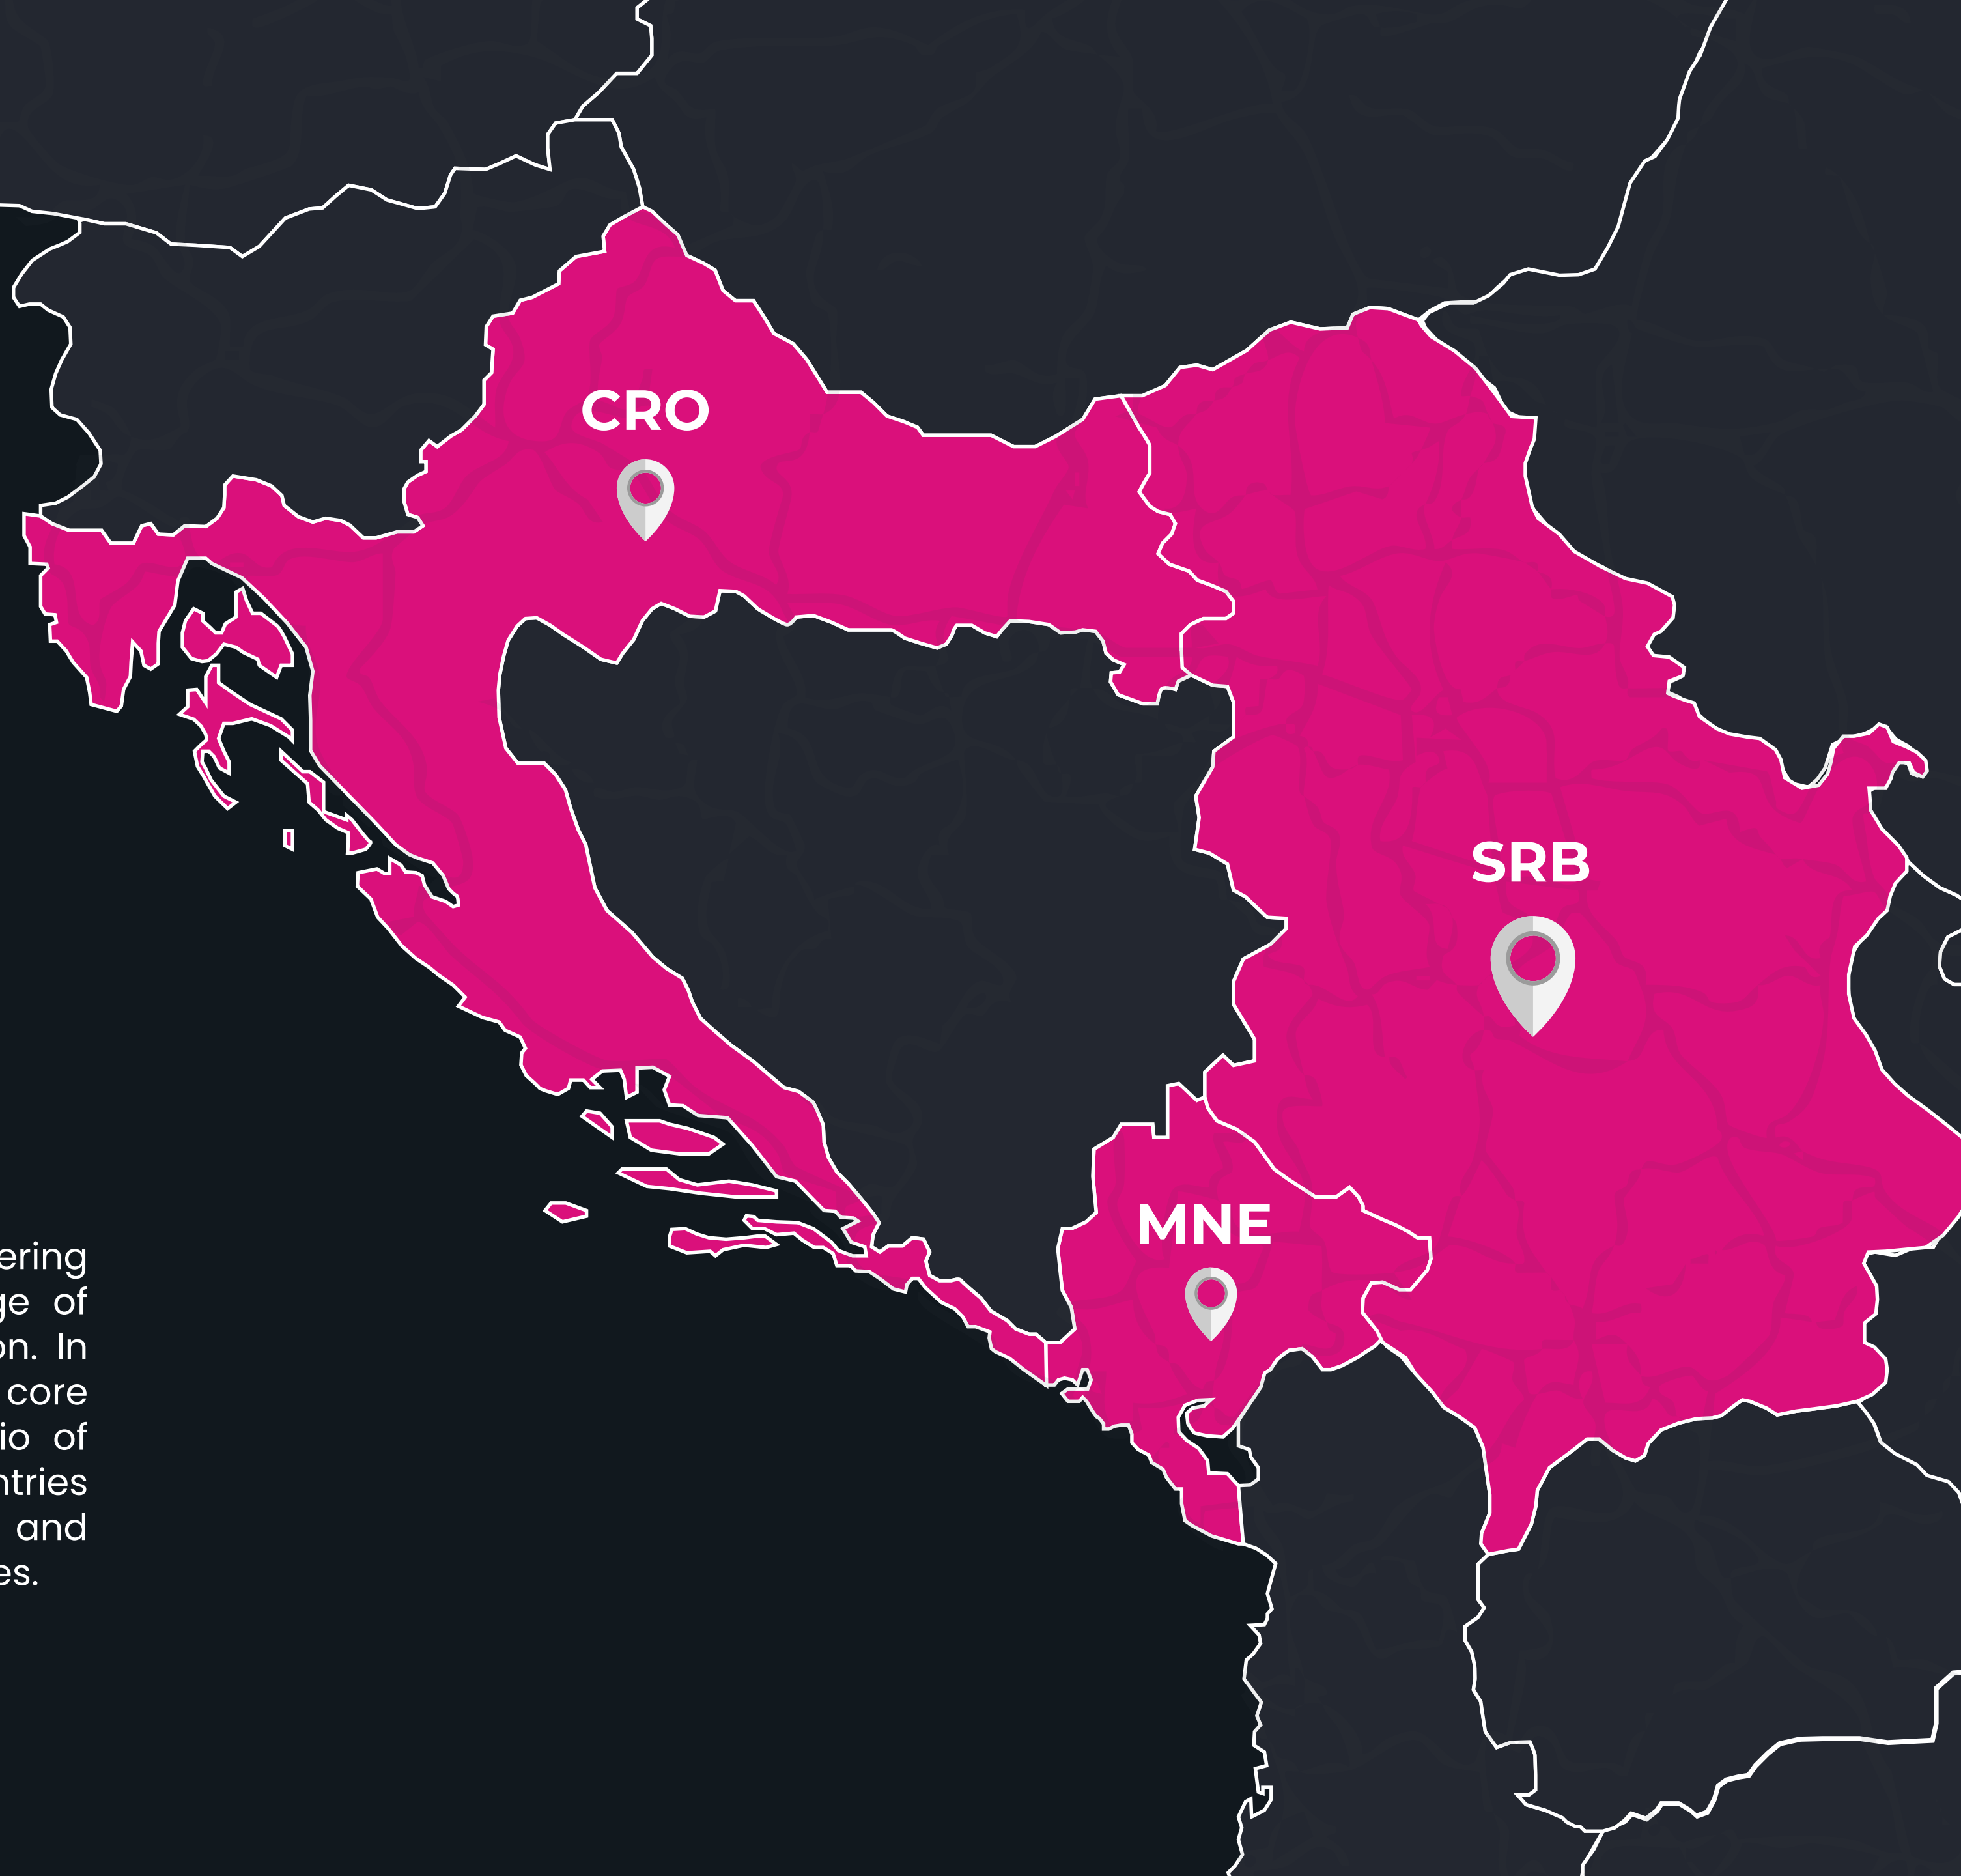 CRO
SRB
MNE
ering
ge of
on. In
core
io of
ntries
and
es.